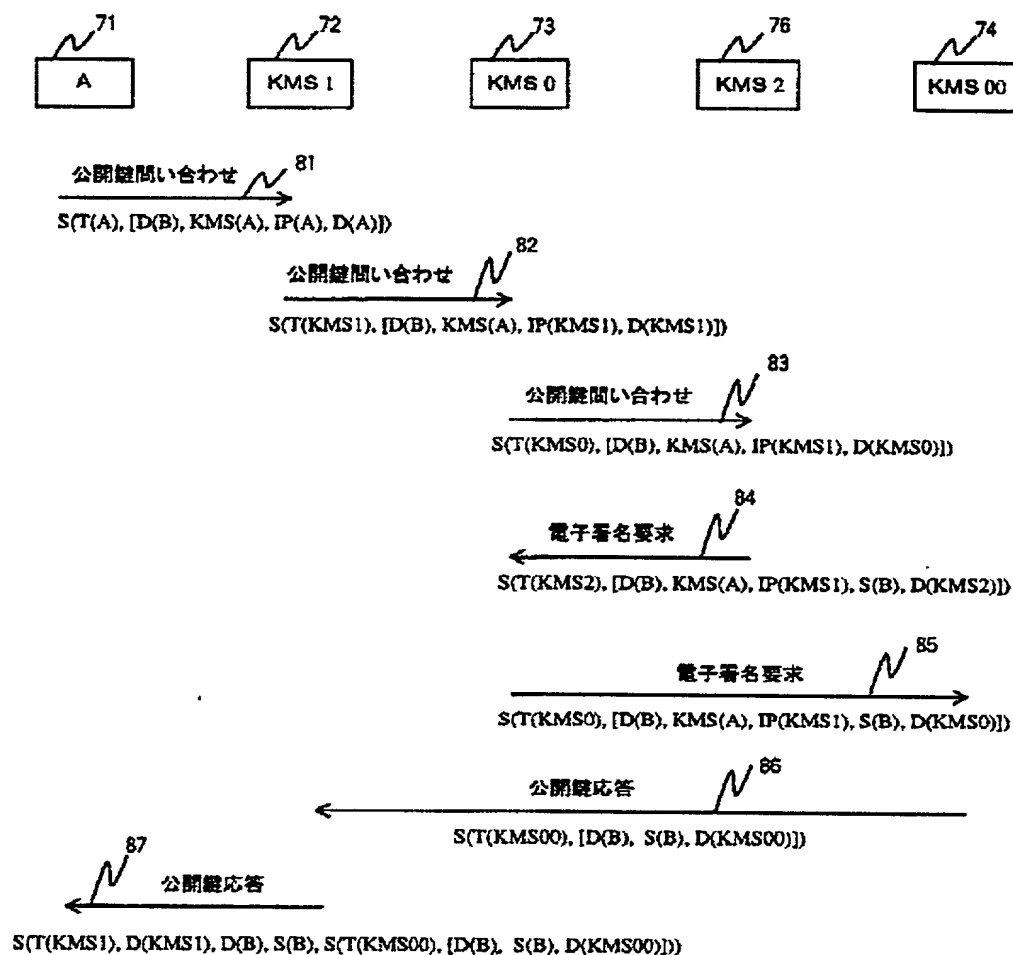 71 72 73 76 74
A KMS 1 KMS 0 KMS 2 KMS 00
公開鍵問い合わせ 81
S(T(A), [D(B), KMS(A), IP(A), D(A)])
公開鍵問い合わせ 82
S(T(KMS1), [D(B), KMS(A), IP(KMS1), D(KMS1)])
公開鍵問い合わせ 83
S(T(KMS0), [D(B), KMS(A), IP(KMS1), D(KMS0)])
電子署名要求 84
S(T(KMS2), [D(B), KMS(A), IP(KMS1), S(B), D(KMS2)])
電子署名要求 85
S(T(KMS0), [D(B), KMS(A), IP(KMS1), S(B), D(KMS0)])
公開鍵応答 86
S(T(KMS00), [D(B), S(B), D(KMS00)])
87 公開鍵応答
S(T(KMS1), D(KMS1), D(B), S(B), S(T(KMS00), [D(B), S(B), D(KMS00)]))